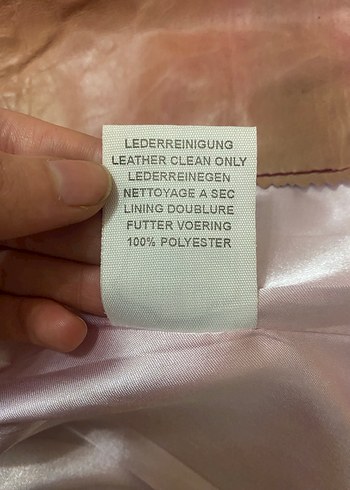 LEDERREINIGUNG
LEATHER CLEAN ONLY
LEDERREINEGEN
NETTOYAGE A SEC
LINING DOUBLURE
FUTTER VOERING
100% POLYESTER